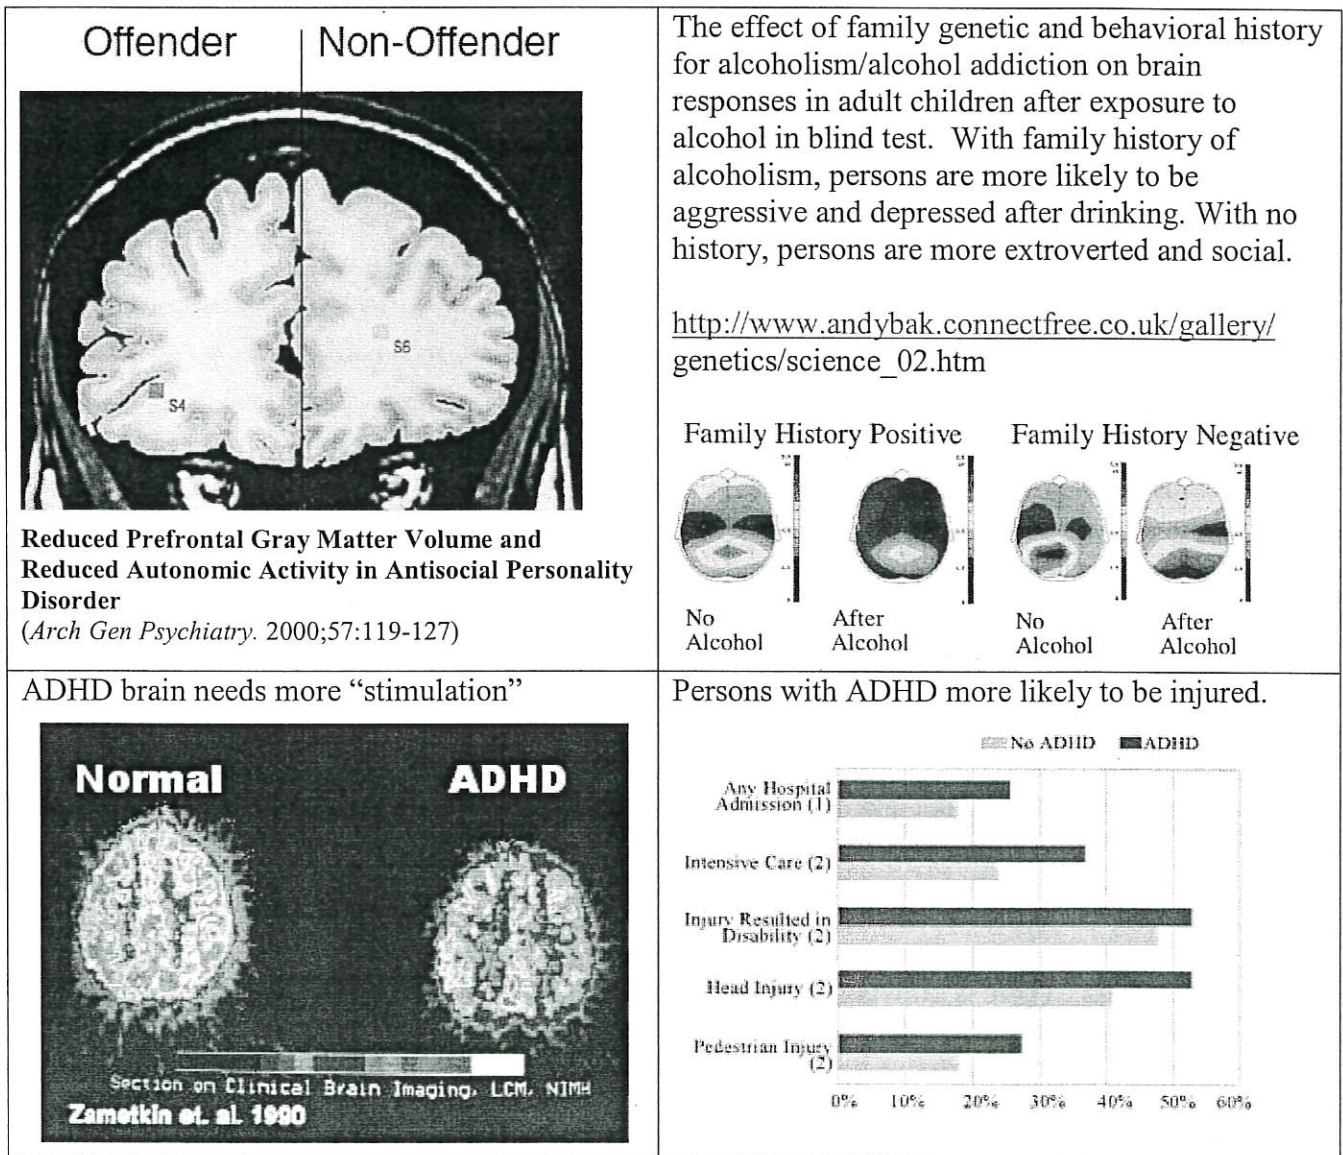 Offender
Non-Offender
S6
S4
Reduced Prefrontal Gray Matter Volume and
Reduced Autonomic Activity in Antisocial Personality
Disorder
(Arch Gen Psychiatry. 2000;57:119-127)
The effect of family genetic and behavioral history
for alcoholism/alcohol addiction on brain
responses in adult children after exposure to
alcohol in blind test. With family history of
alcoholism, persons are more likely to be
aggressive and depressed after drinking. With no
history, persons are more extroverted and social.
http://www.andybak.connectfree.co.uk/gallery/
genetics/science_02.htm
Family History Positive
Family History Negative
No
Alcohol
After
Alcohol
No
Alcohol
After
Alcohol
ADHD brain needs more “stimulation”
Normal
ADHD
Section on Clinical Brain Imaging, LCM, NIMH
Zametkin et. al. 1990
Persons with ADHD more likely to be injured.
No ADHD
ADHD
Any Hospital
Admission (1)
Intensive Care (2)
Injury Resulted in
Disability (2)
Head Injury (2)
Pedestrian Injury
(2)
0% 10% 20% 30% 40% 50% 60%